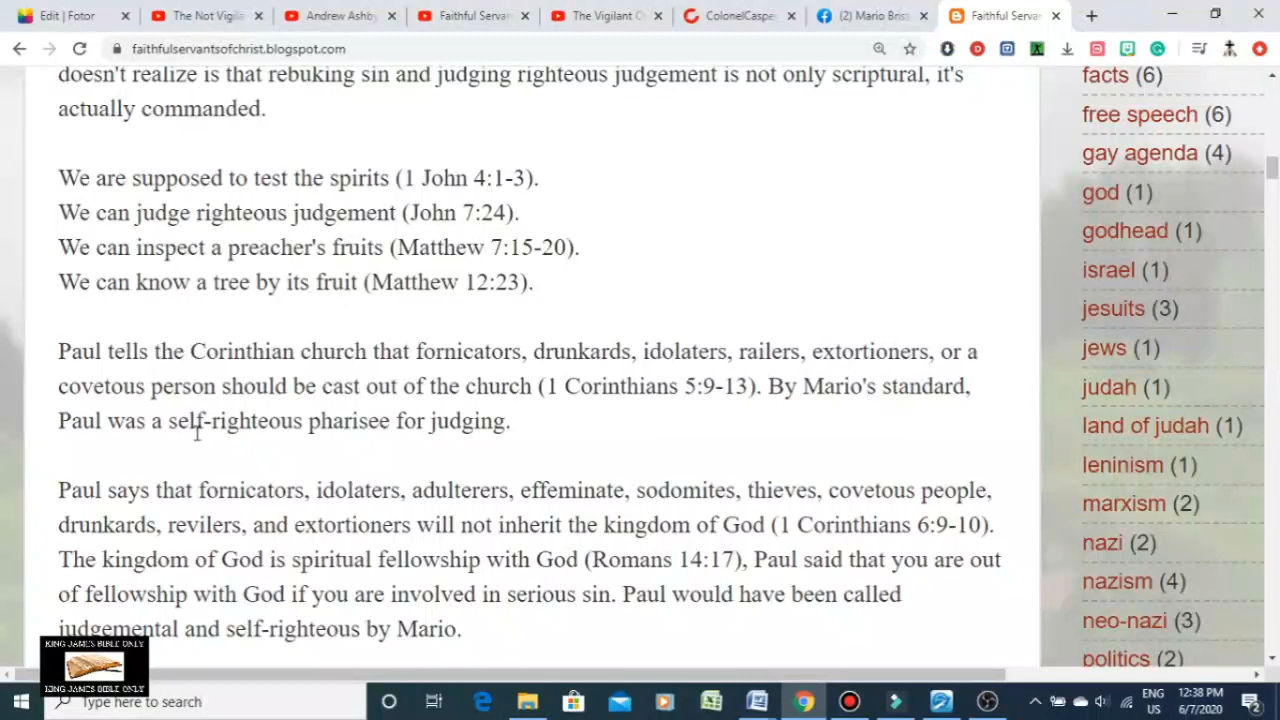 Edit | Fotor
The Not Vigila
Andrew Ashby
Faithful Servan
The Vigilant O
ColonelCaspe
(2) Mario Briss
Faithful Servan
faithfulservantsofchrist.blogspot.com
doesn't realize is that rebuking sin and judging righteous judgement is not only scriptural, it's
actually commanded.
We are supposed to test the spirits (1 John 4:1-3).
We can judge righteous judgement (John 7:24).
We can inspect a preacher's fruits (Matthew 7:15-20).
We can know a tree by its fruit (Matthew 12:23).
Paul tells the Corinthian church that fornicators, drunkards, idolaters, railers, extortioners, or a
covetous person should be cast out of the church (1 Corinthians 5:9-13). By Mario's standard,
Paul was a self-righteous pharisee for judging.
Paul says that fornicators, idolaters, adulterers, effeminate, sodomites, thieves, covetous people,
drunkards, revilers, and extortioners will not inherit the kingdom of God (1 Corinthians 6:9-10).
The kingdom of God is spiritual fellowship with God (Romans 14:17), Paul said that you are out
of fellowship with God if you are involved in serious sin. Paul would have been called
judgemental and self-righteous by Mario.
facts (6)
free speech (6)
gay agenda (4)
god (1)
godhead (1)
israel (1)
jesuits (3)
jews (1)
judah (1)
land of judah (1)
leninism (1)
marxism (2)
nazi (2)
nazism (4)
neo-nazi (3)
politics (2)
KING JAMES BIBLE ONLY
KING JAMES BIBLE ONLY
Type here to search
ENG
US
12:38 PM
6/7/2020
2